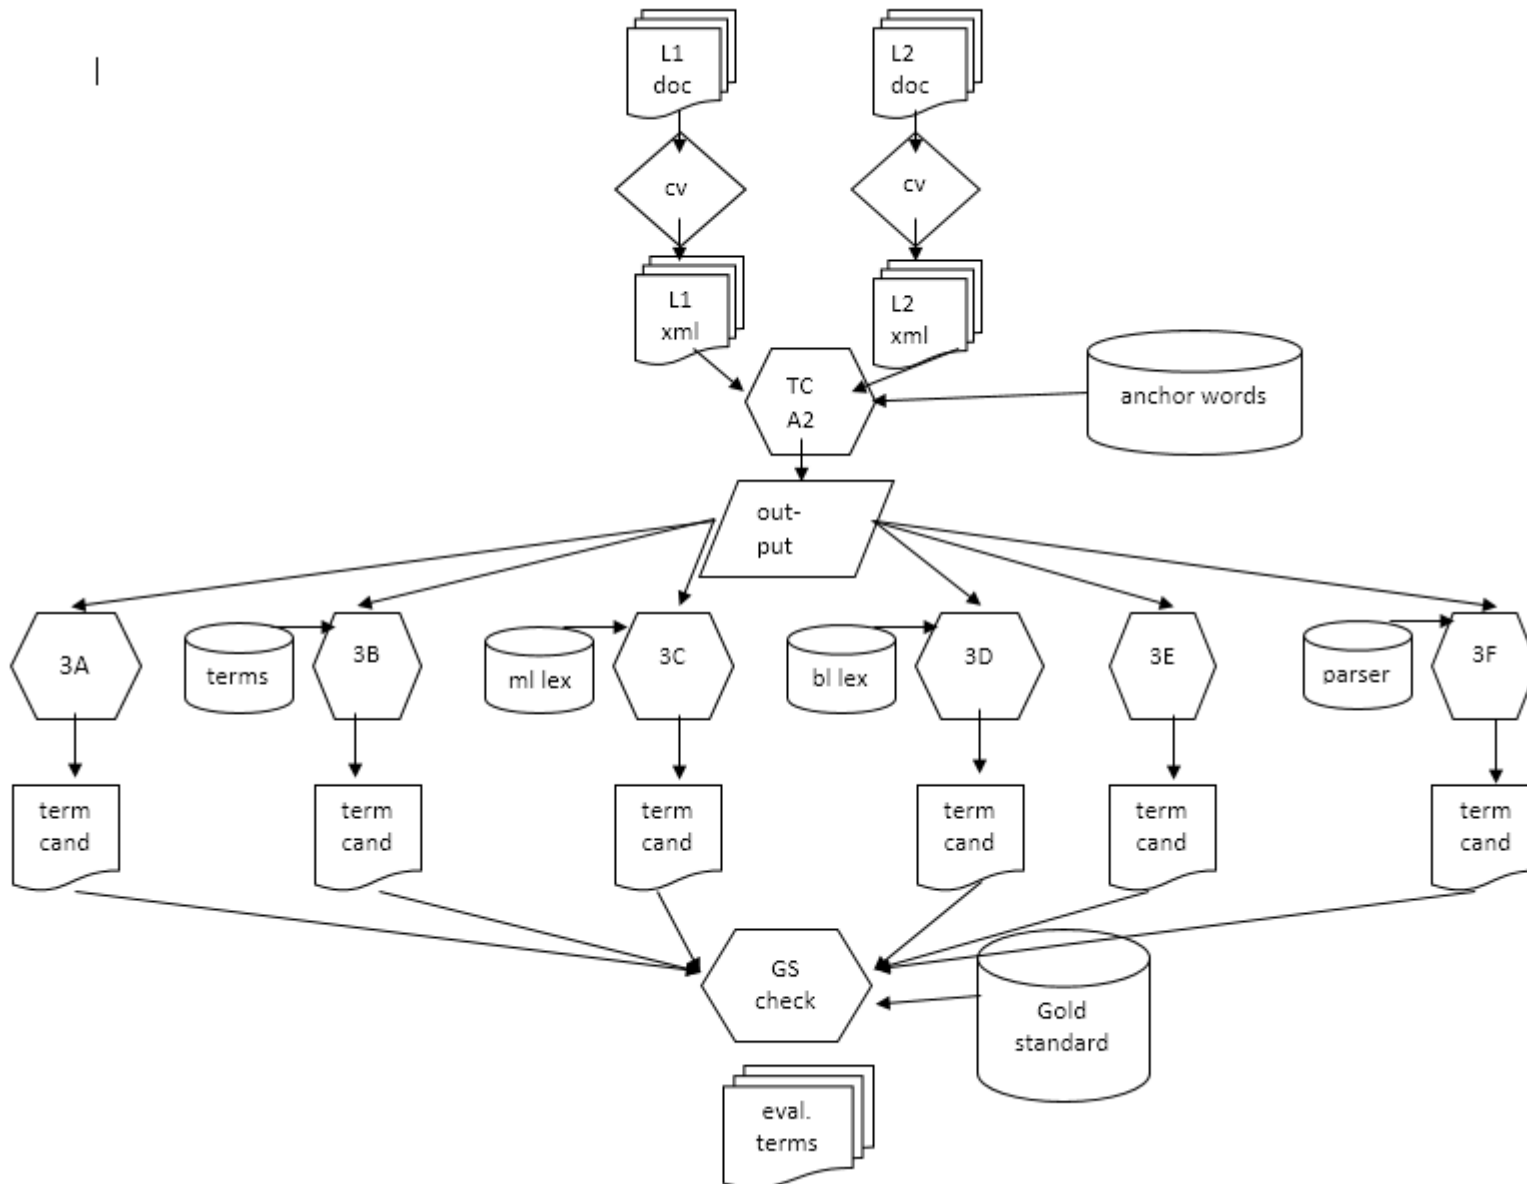 L1
doc
L2
doc
cv
cv
L1
xml
L2
xml
TC
A2
anchor words
out-
put
3A
terms
3B
ml lex
3C
bl lex
3D
3E
parser
3F
term
cand
term
cand
term
cand
term
cand
term
cand
term
cand
GS
check
Gold
standard
eval.
terms